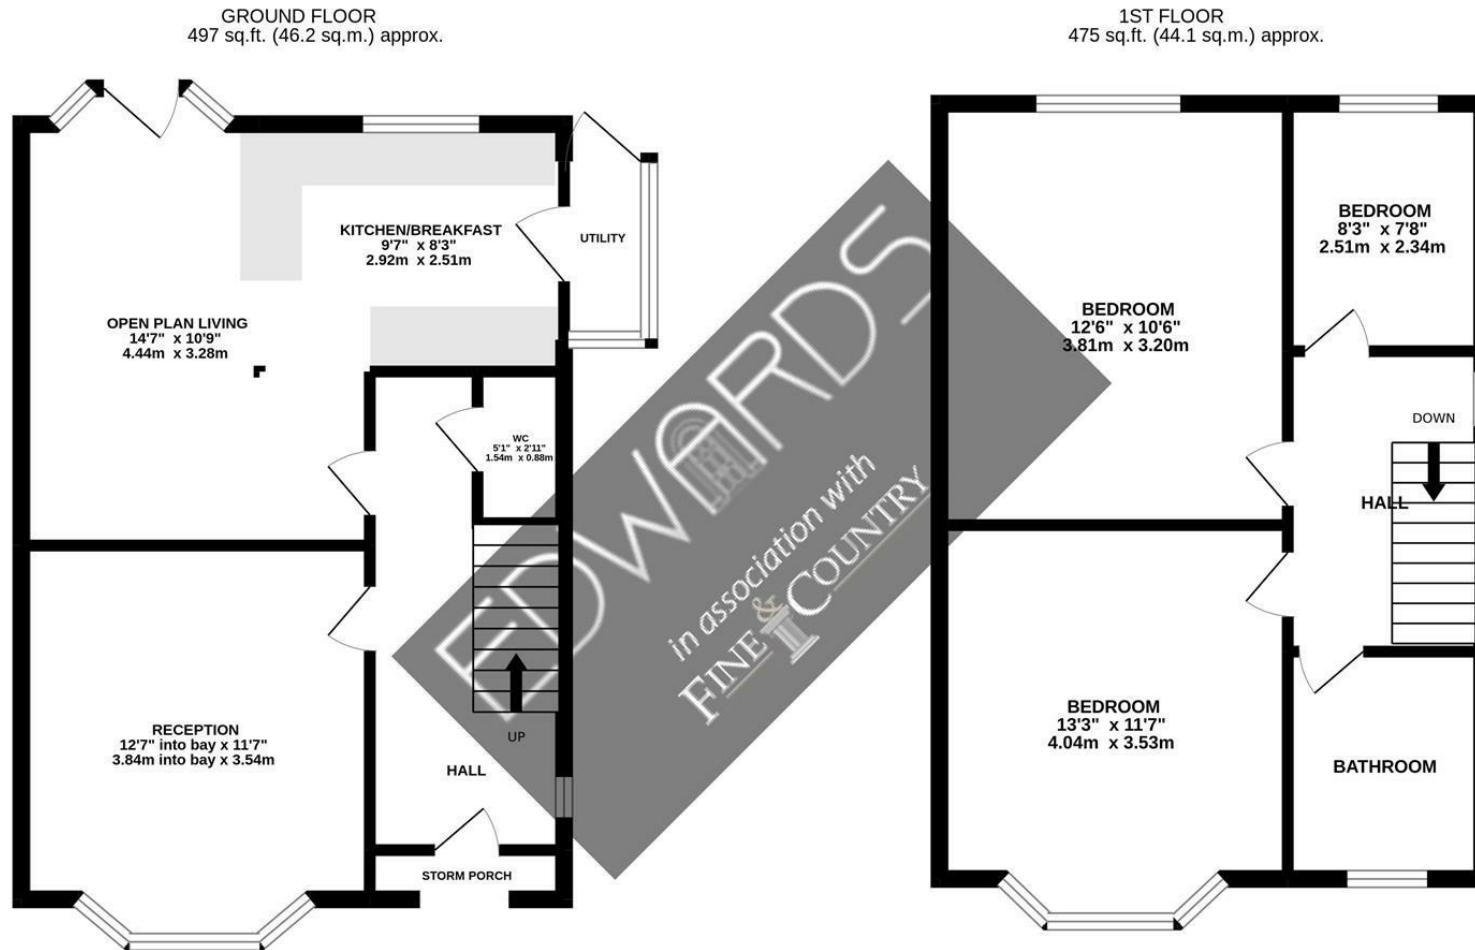 GROUND FLOOR
497 sq.ft. (46.2 sq.m.) approx.
1ST FLOOR
475 sq.ft. (44.1 sq.m.) approx.
KITCHEN/BREAKFAST
9'7" x 8'3"
2.92m x 2.51m
UTILITY
OPEN PLAN LIVING
14'7" x 10'9"
4.44m x 3.28m
WC
5'1" x 2'11"
1.54m x 0.88m
RECEPTION
12'7" into bay x 11'7"
3.84m into bay x 3.54m
UP
HALL
STORM PORCH
EDWARDS
in association with
FINE & COUNTRY
BEDROOM
8'3" x 7'8"
2.51m x 2.34m
BEDROOM
12'6" x 10'6"
3.81m x 3.20m
DOWN
HALL
BEDROOM
13'3" x 11'7"
4.04m x 3.53m
BATHROOM